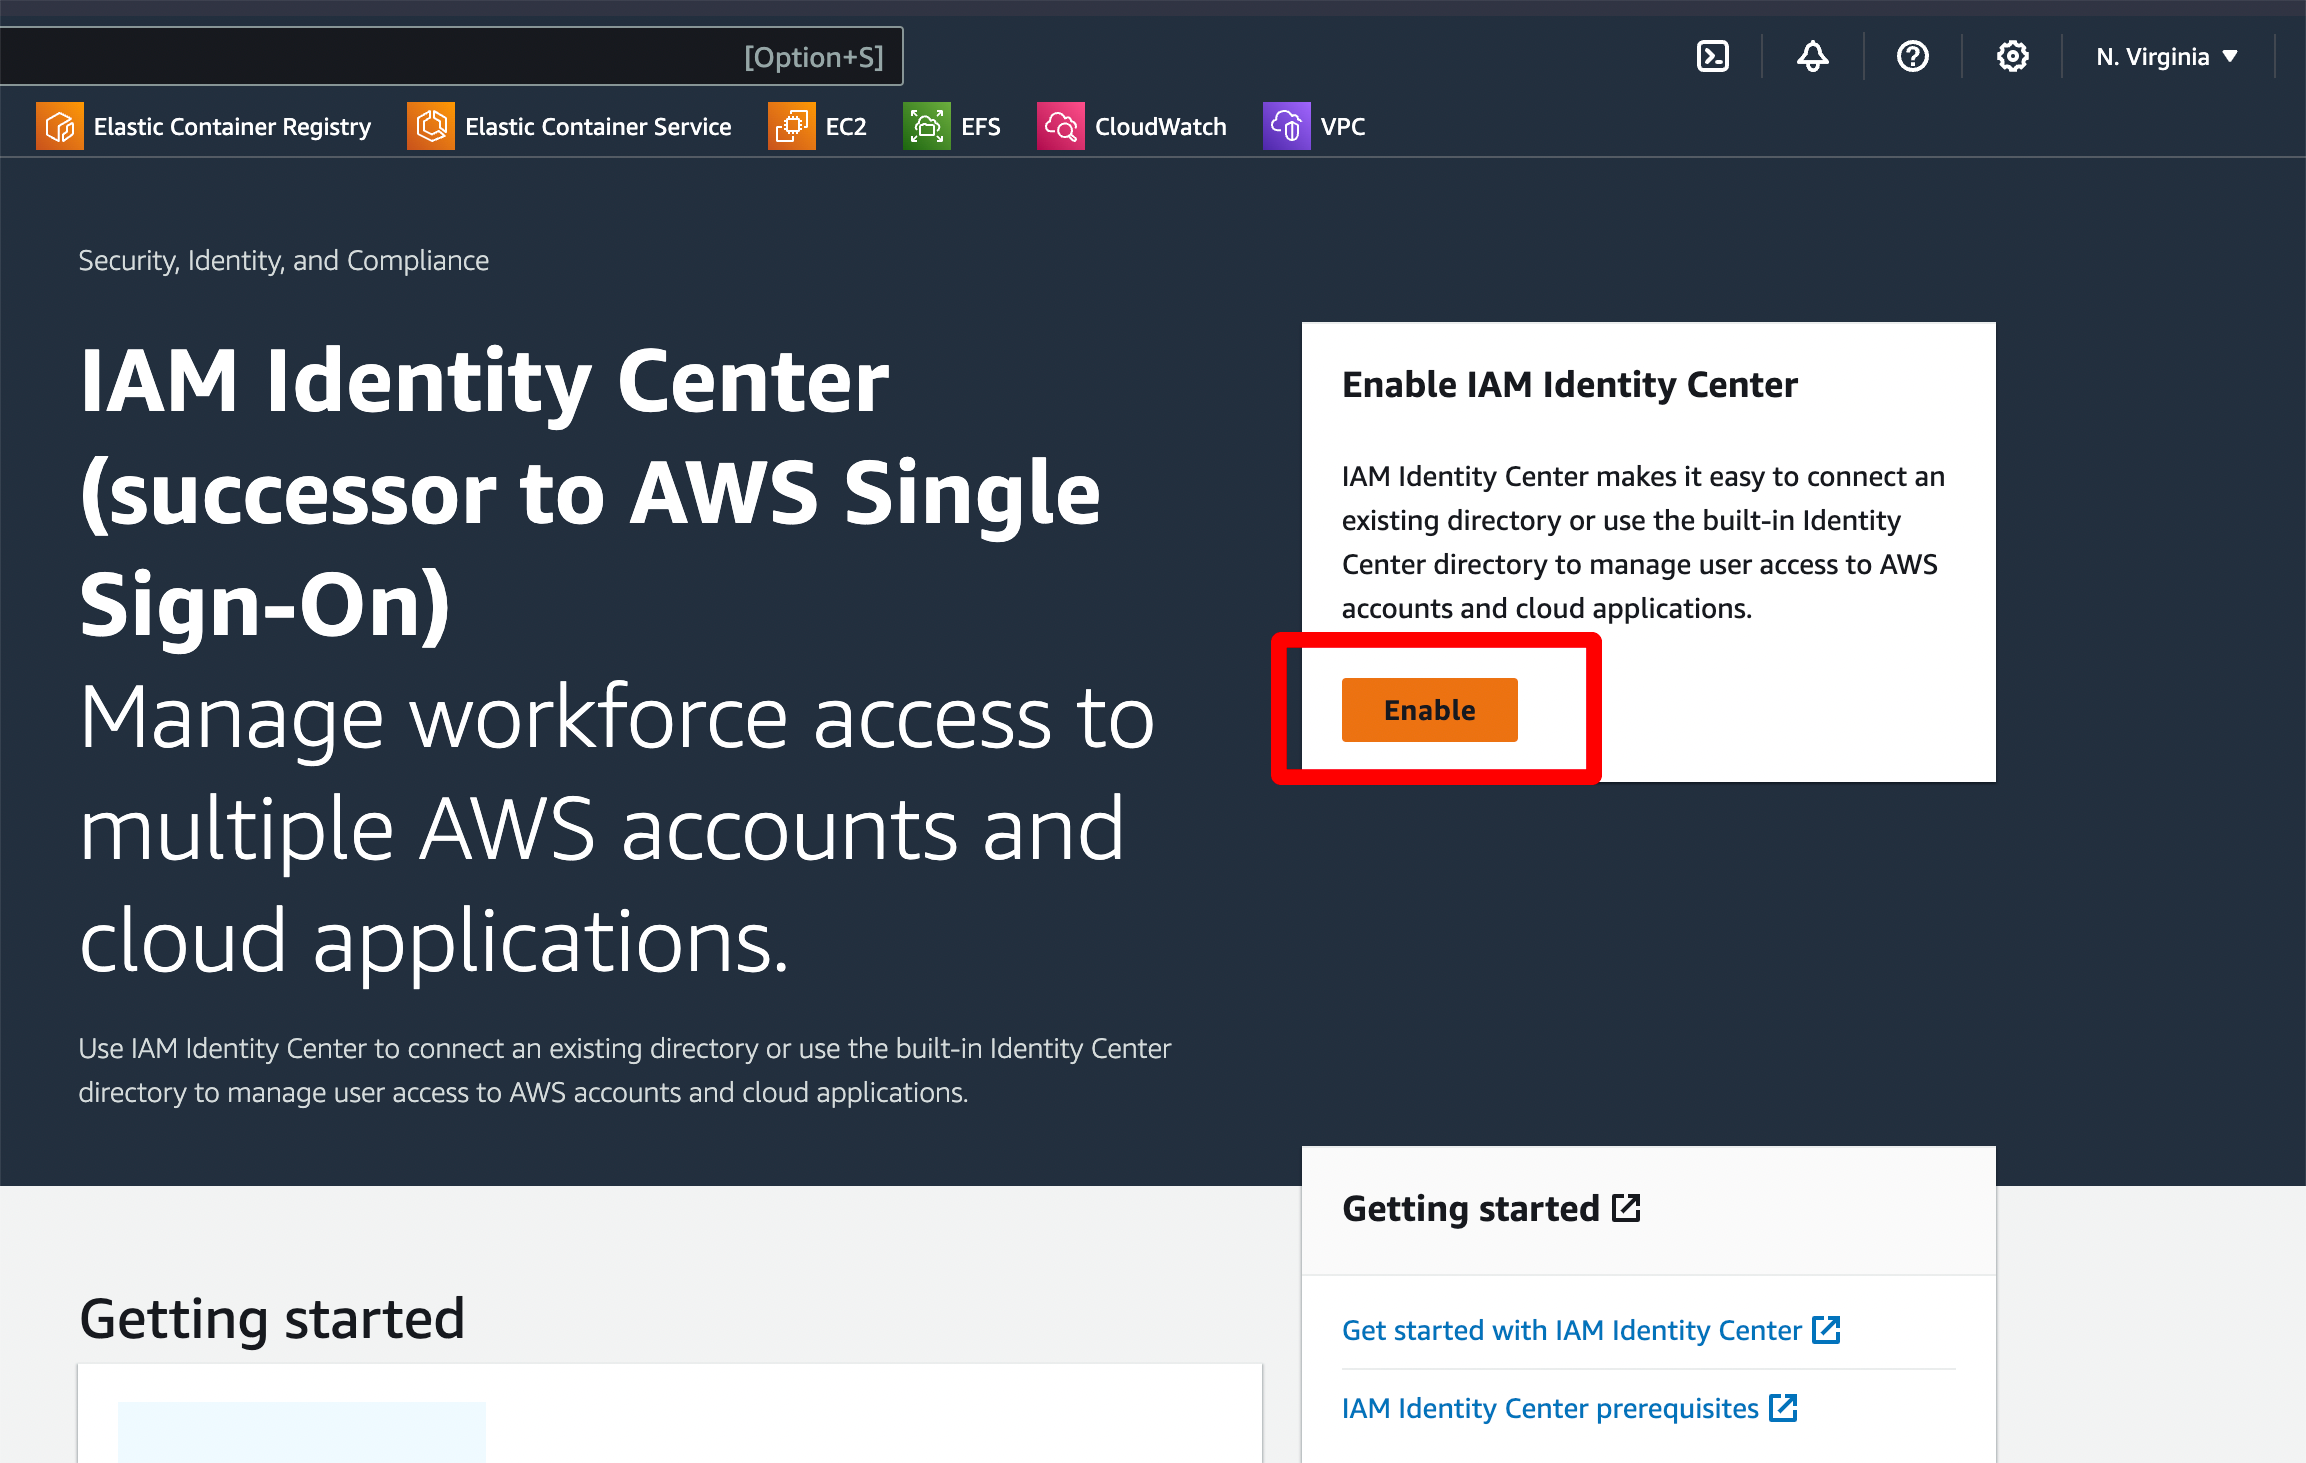 [Option+S]
N. Virginia
Elastic Container Registry
Elastic Container Service
EC2
EFS
CloudWatch
VPC
Security, Identity, and Compliance
IAM Identity Center
(successor to AWS Single
Sign-On)
Manage workforce access to
multiple AWS accounts and
cloud applications.
Use IAM Identity Center to connect an existing directory or use the built-in Identity Center
directory to manage user access to AWS accounts and cloud applications.
Enable IAM Identity Center
IAM Identity Center makes it easy to connect an
existing directory or use the built-in Identity
Center directory to manage user access to AWS
accounts and cloud applications.
Enable
Getting started
Getting started
Get started with IAM Identity Center
IAM Identity Center prerequisites